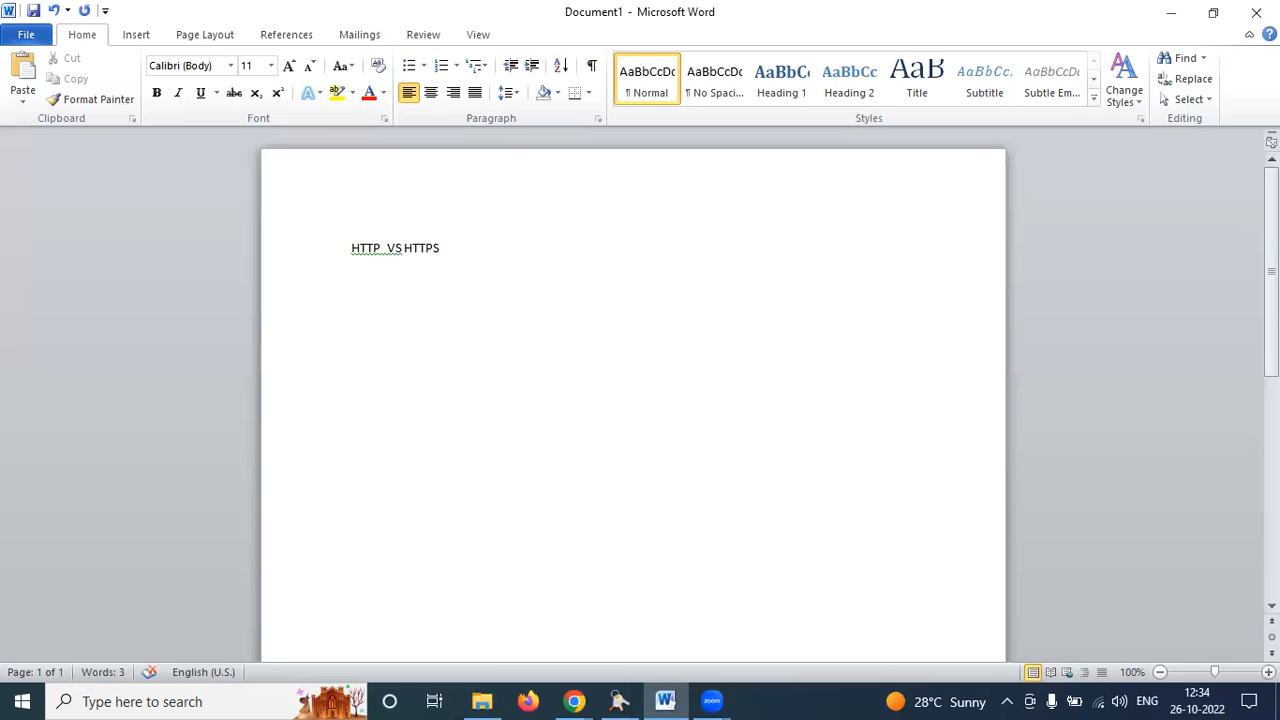 Document1 - Microsoft Word
File Home Insert Page Layout References Mailings Review View
Paste Cut Copy Format Painter
Calibri (Body) 11
AaBbCcDc AaBbCcDc AaBbCc AaBbCc AaB AaBbCc. AaBbCcDc
¶ Normal ¶ No Spaci... Heading 1 Heading 2 Title Subtitle Subtle Em...
Change Styles
Find Replace Select
Clipboard Font Paragraph Styles Editing
HTTP VS HTTPS
Page: 1 of 1 Words: 3 English (U.S.) 100%
Type here to search zoom 28°C Sunny ENG 12:34
26-10-2022